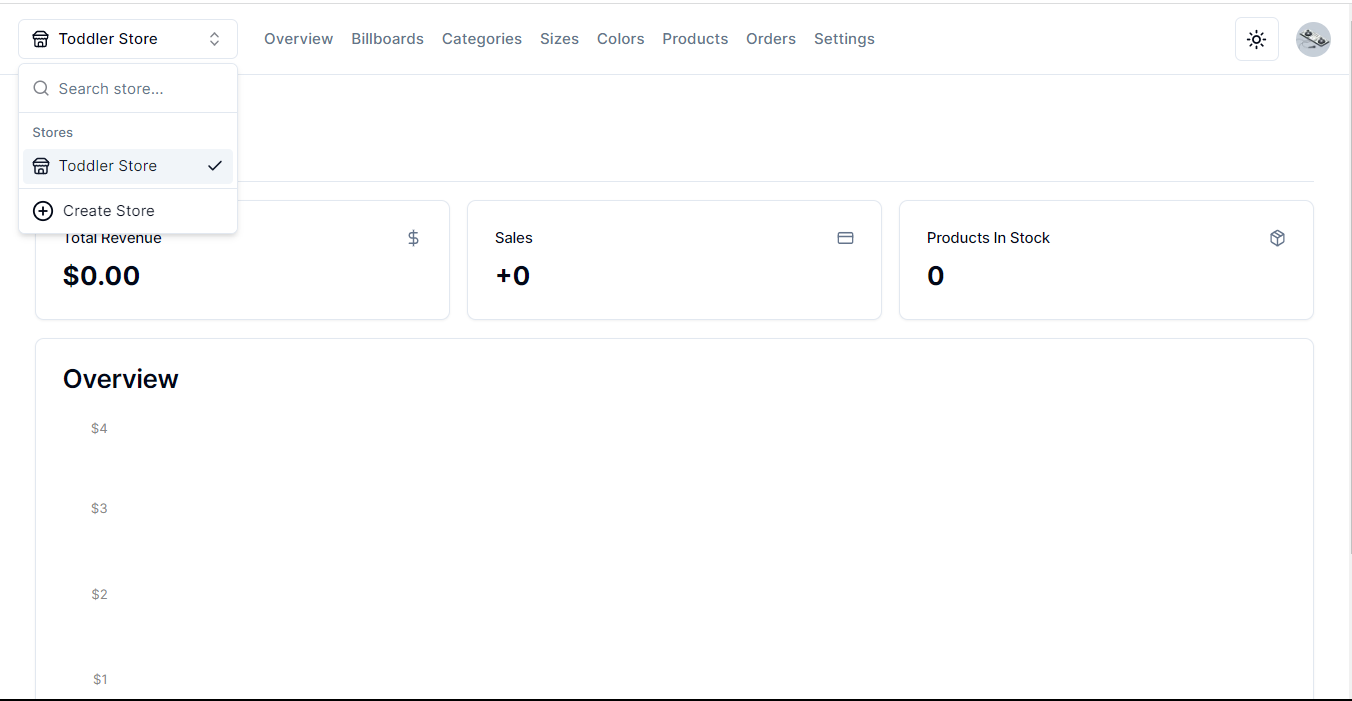 Toddler Store
Overview Billboards Categories Sizes Colors Products Orders Settings
Search store...
Stores
Toddler Store
Create Store
Total Revenue
$0.00
Sales
+0
Products In Stock
0
Overview
$4
$3
$2
$1